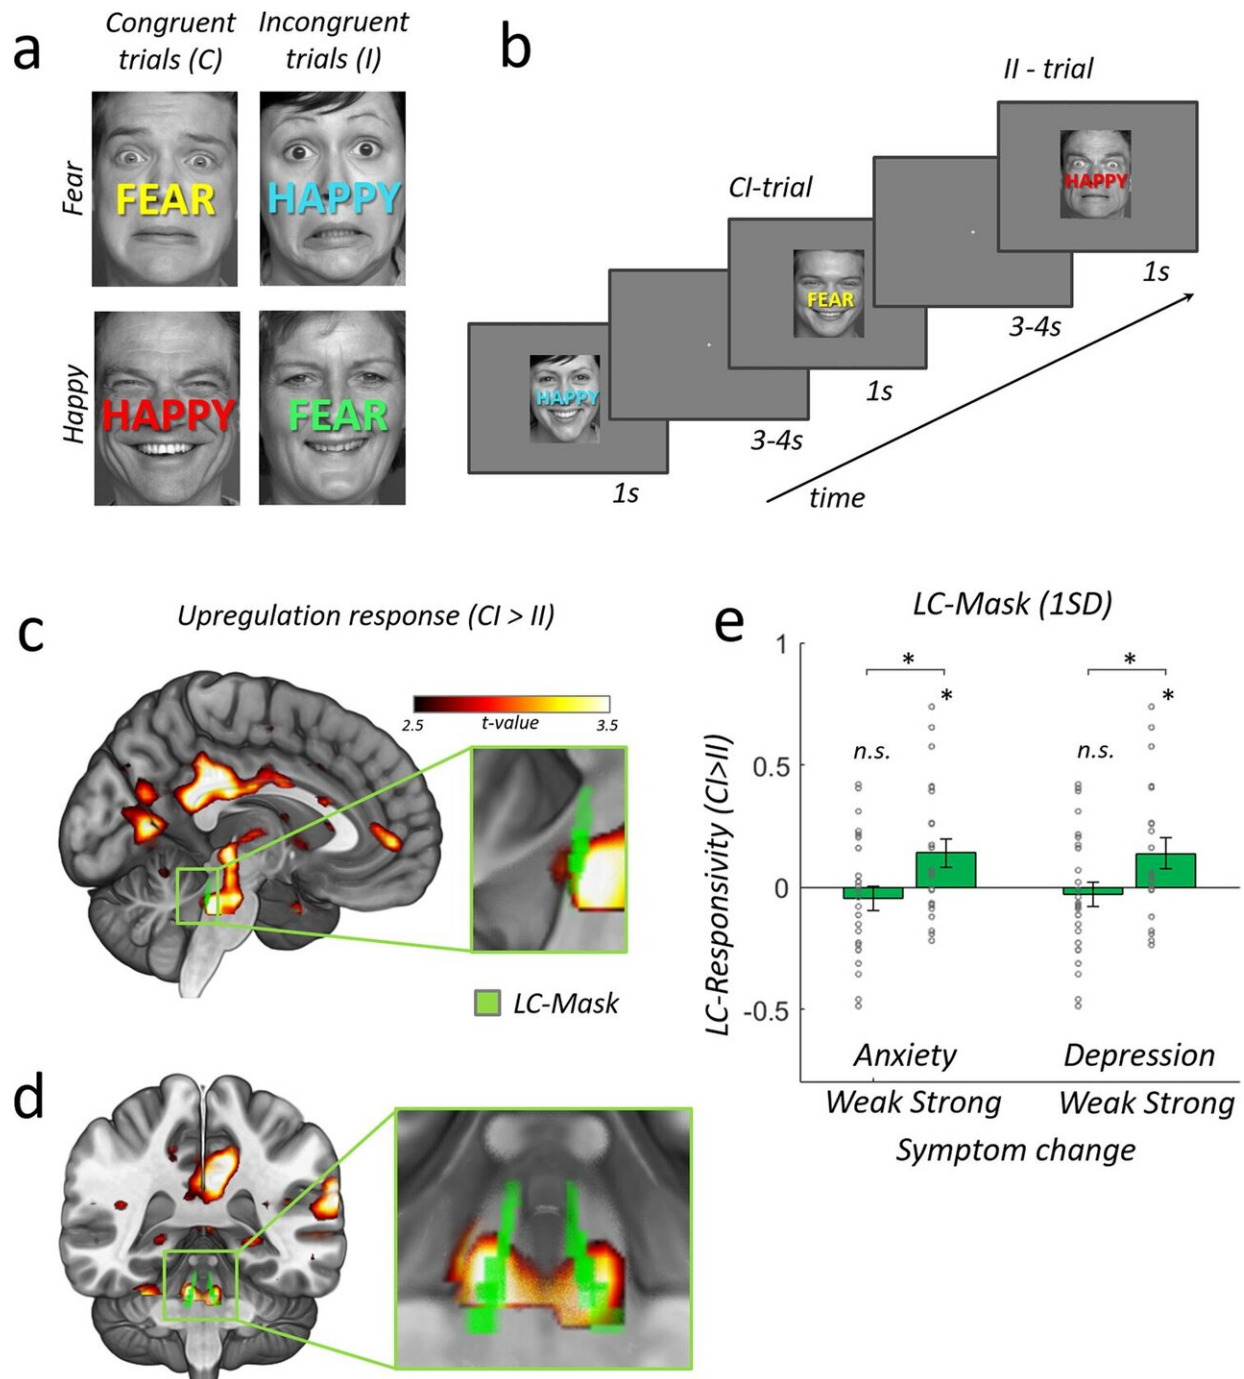 a
Congruent
trials (C)
Incongruent
trials (I)
Fear
FEAR
HAPPY
Happy
HAPPY
FEAR
b
II - trial
HAPPY
CI-trial
1s
FEAR
3-4s
HAPPY
1s
3-4s
1s
time
c
Upregulation response (CI > II)
2.5
t-value
3.5
LC-Mask
d
e
LC-Mask (1SD)
LC-Responsivity (CI>II)
1
0.5
0
-0.5
*
*
*
*
n.s.
n.s.
Anxiety
Depression
Weak Strong
Weak Strong
Symptom change